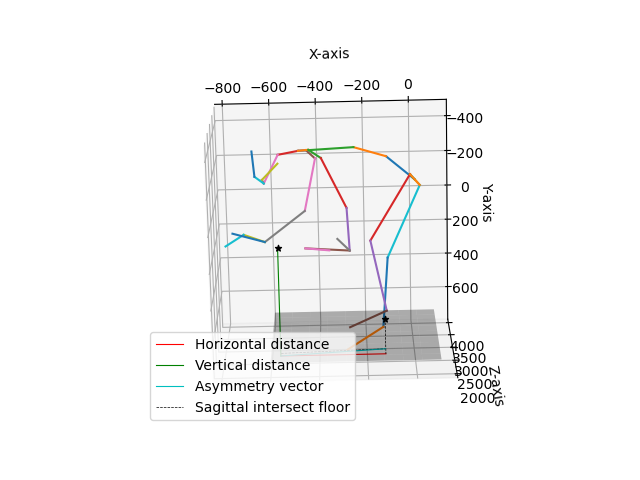 X-axis
−800 −600 −400 −200 0
−400
−200
0
200
400
600
Y-axis
4000
3500
3000
2500
2000
Z-axis
Horizontal distance
Vertical distance
Asymmetry vector
Sagittal intersect floor